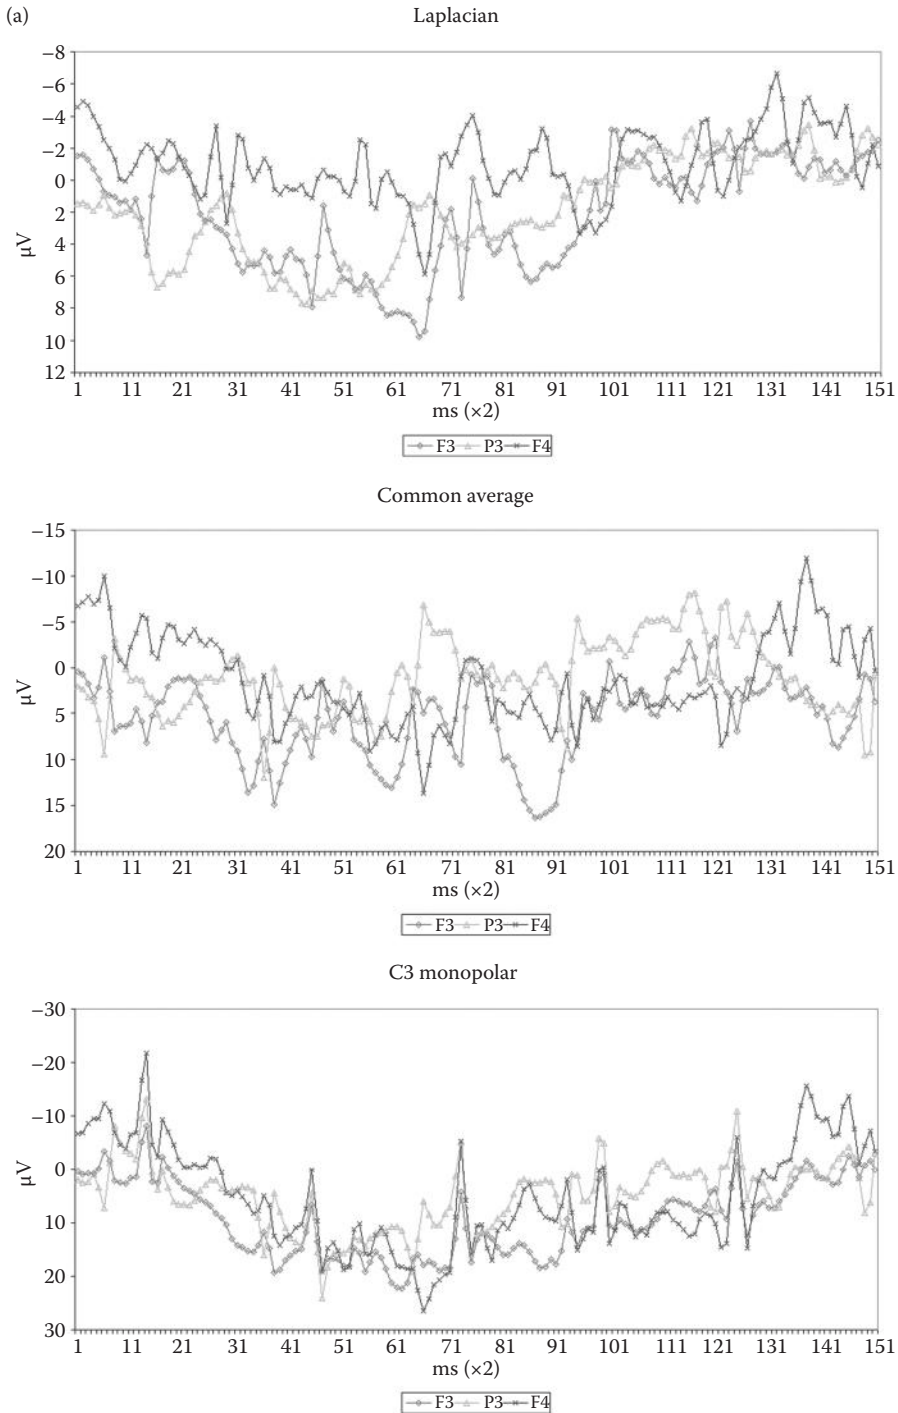 (a)
Laplacian
–8
–6
–4
–2
0
2
4
6
8
10
12
μV
1 11 21 31 41 51 61 71 81 91 101 111 121 131 141 151
ms (×2)
F3 P3 F4
Common average
–15
–10
–5
0
5
10
15
20
μV
1 11 21 31 41 51 61 71 81 91 101 111 121 131 141 151
ms (×2)
F3 P3 F4
C3 monopolar
–30
–20
–10
0
10
20
30
μV
1 11 21 31 41 51 61 71 81 91 101 111 121 131 141 151
ms (×2)
F3 P3 F4